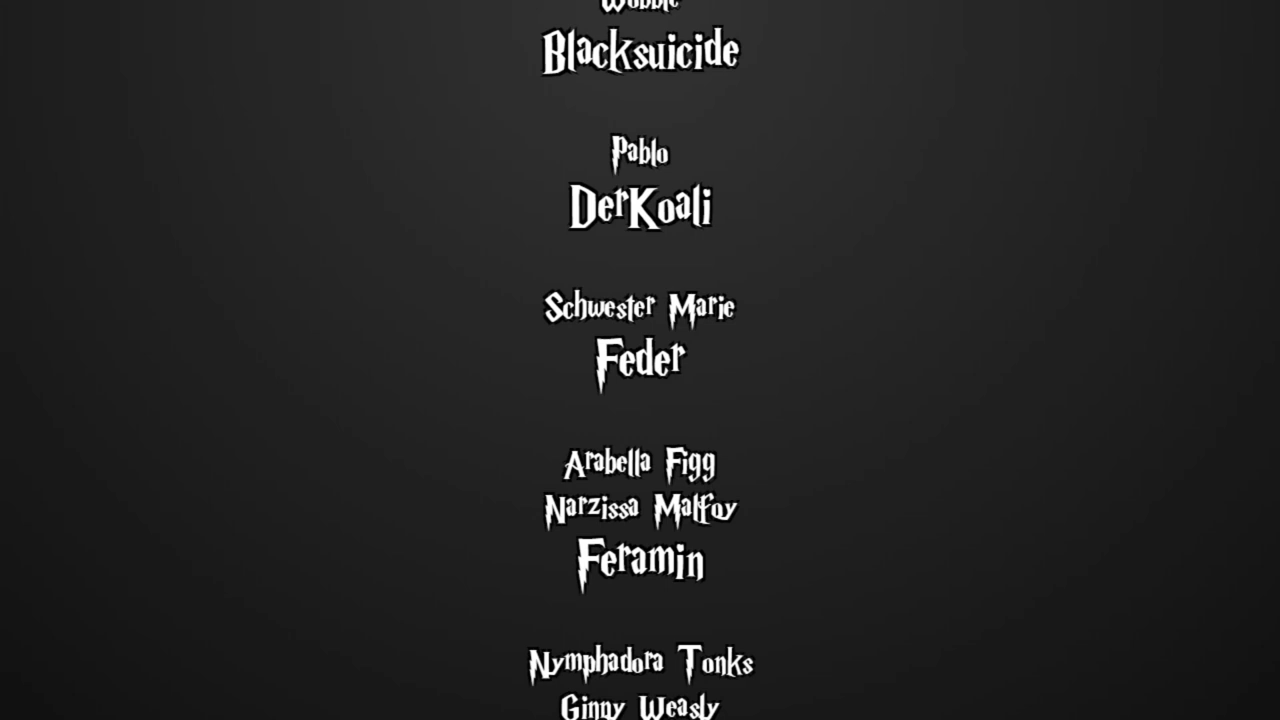 Blacksuicide
Pablo
DerKoali
Schwester Marie
Feder
Arabella Figg
Narzissa Malfoy
Feramin
Nymphadora Tonks
Ginny Weasly